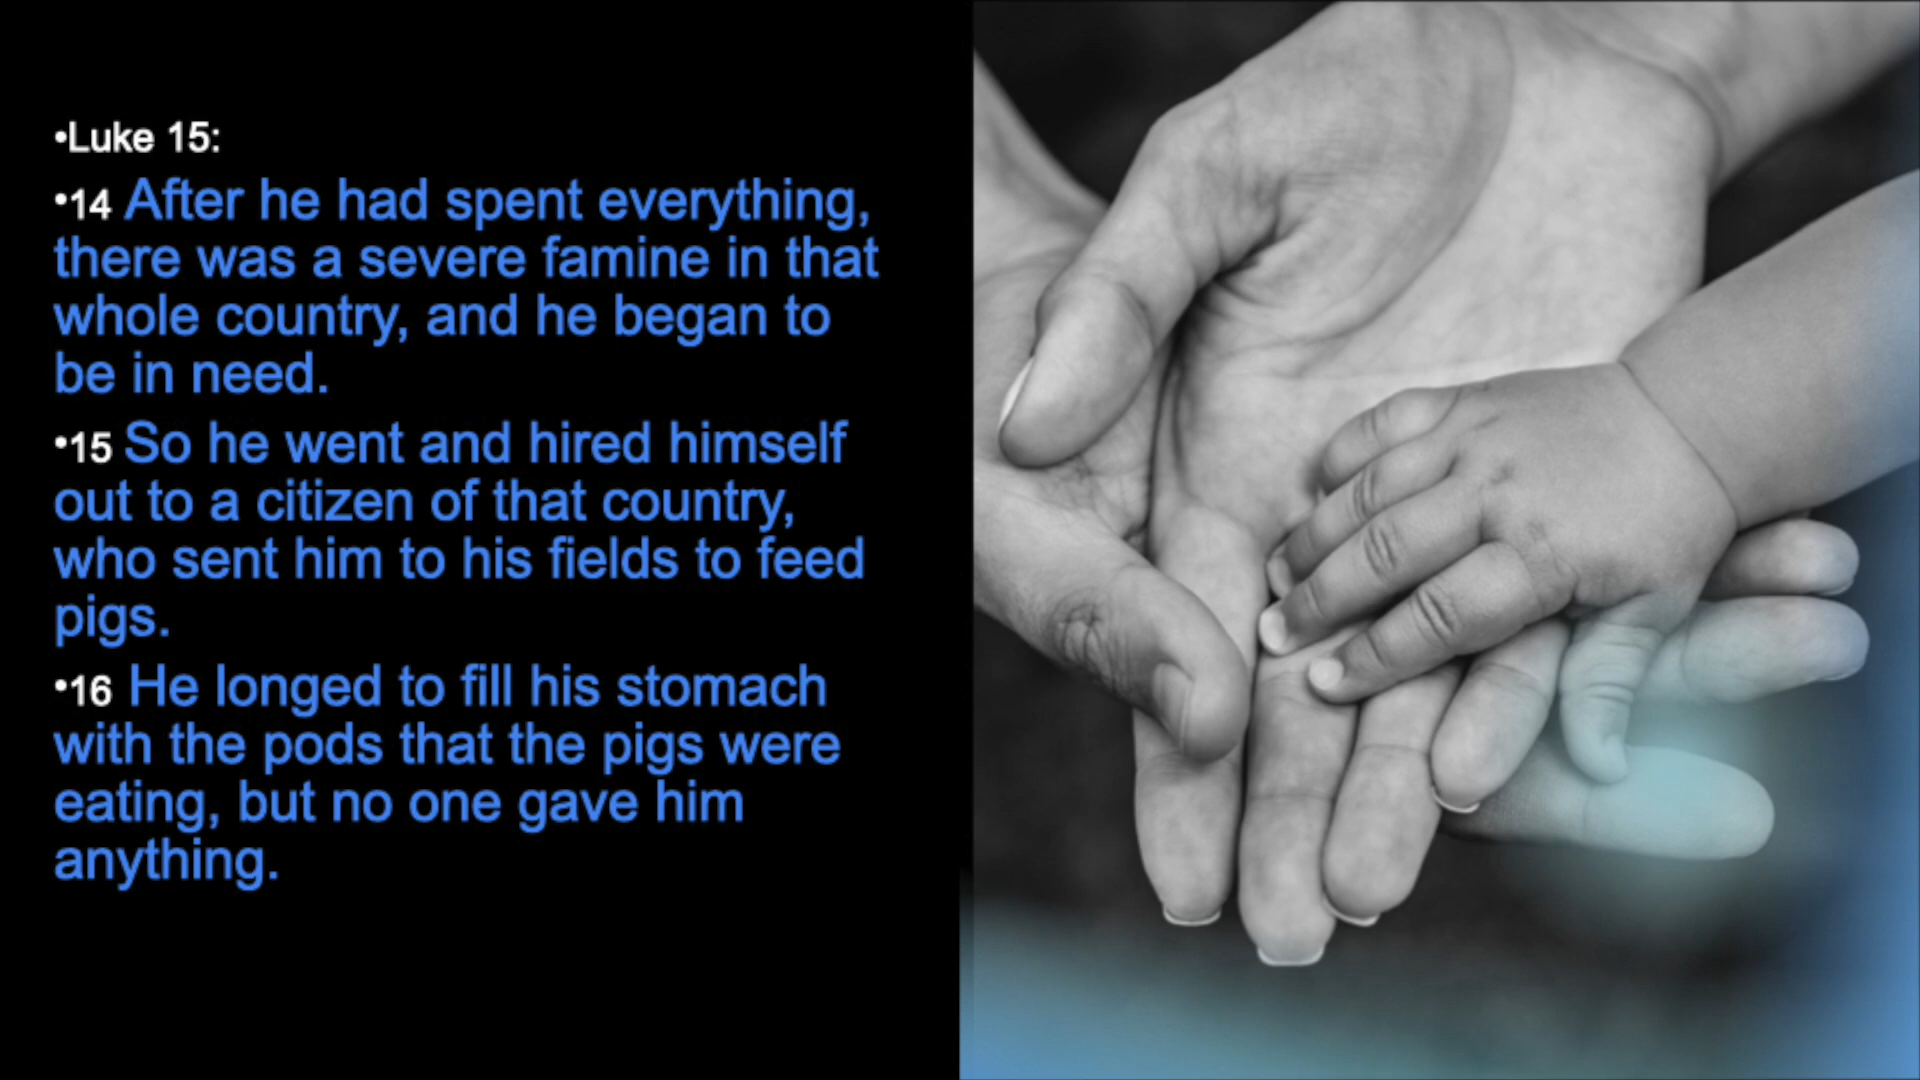 •Luke 15:
•14 After he had spent everything,
there was a severe famine in that
whole country, and he began to
be in need.
•15 So he went and hired himself
out to a citizen of that country,
who sent him to his fields to feed
pigs.
•16 He longed to fill his stomach
with the pods that the pigs were
eating, but no one gave him
anything.